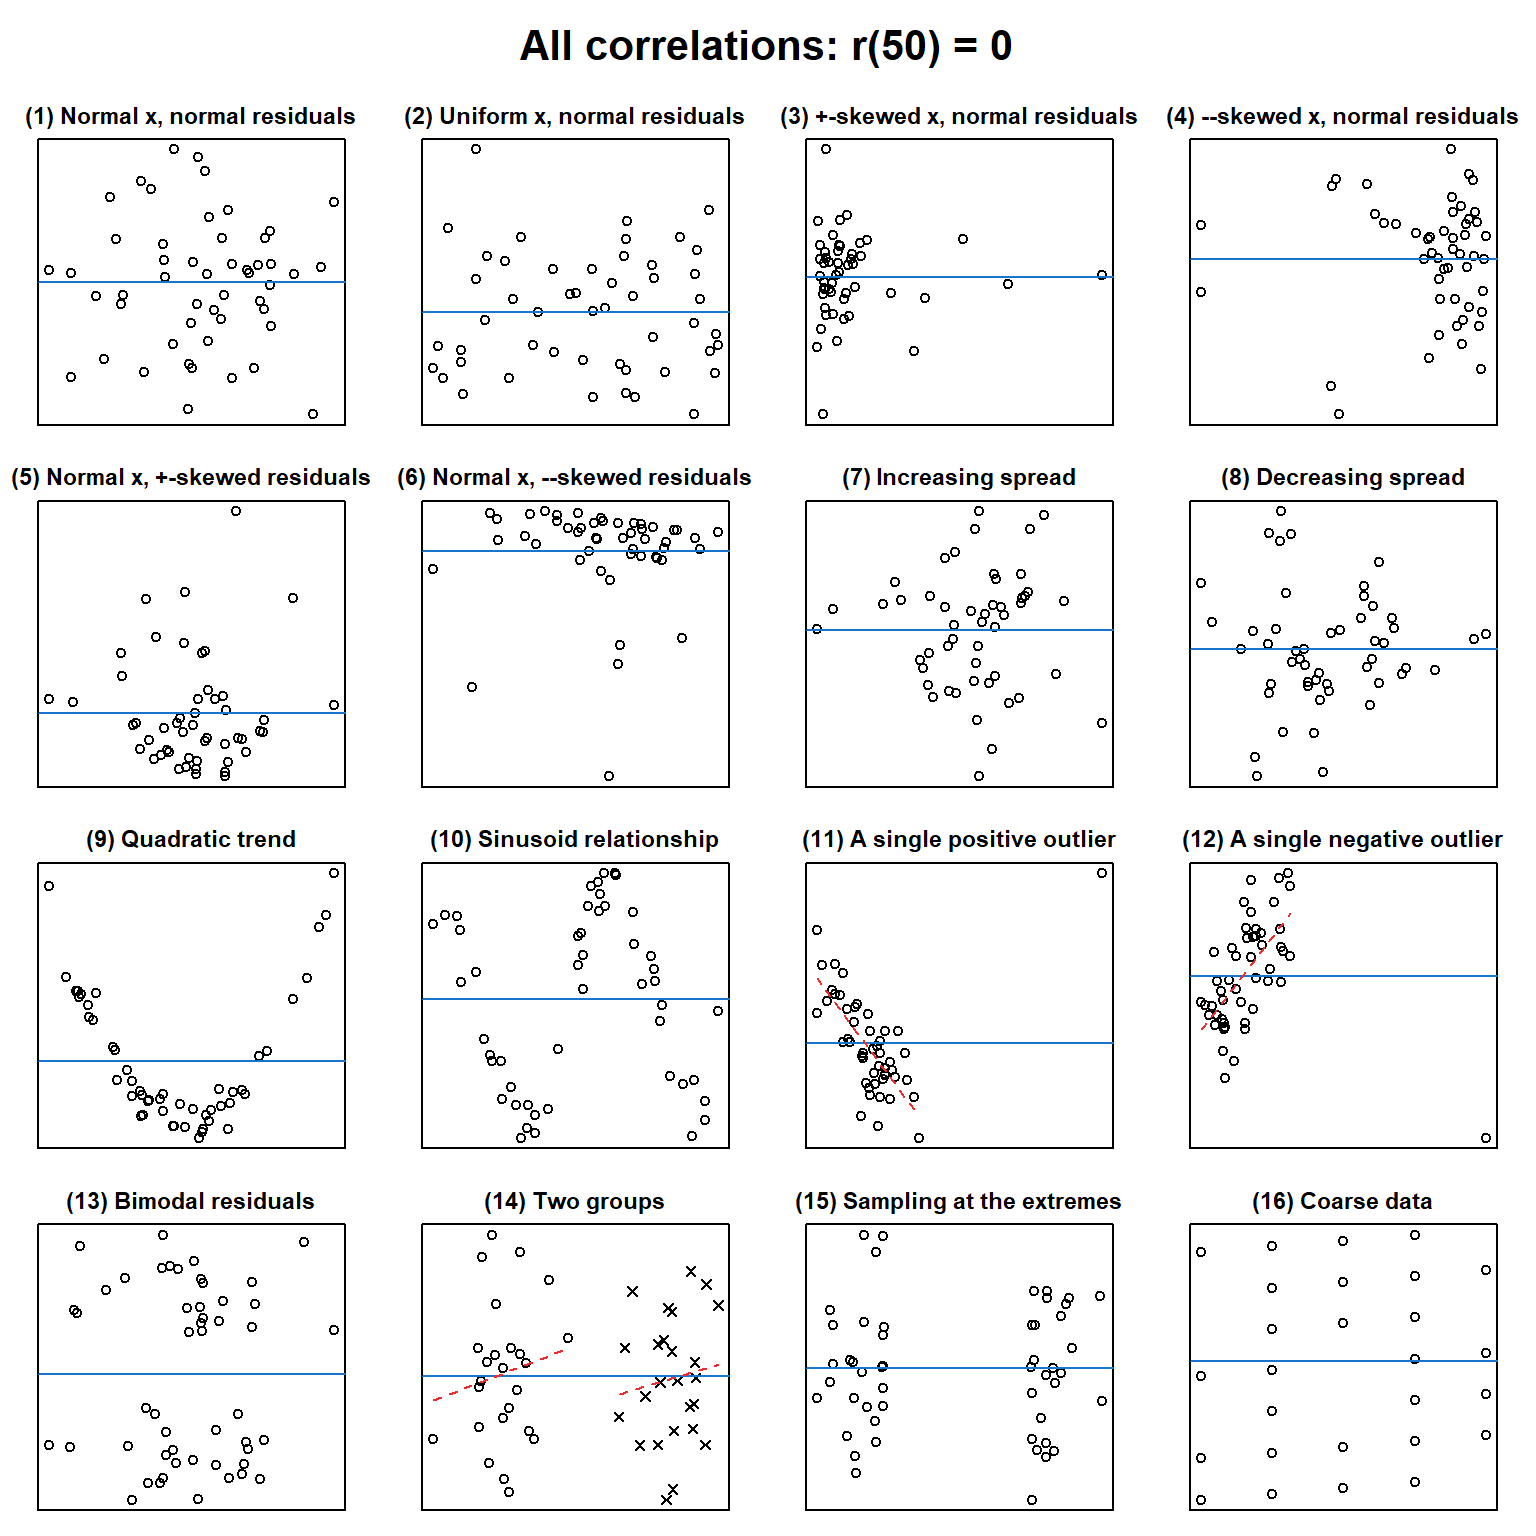 All correlations: r(50) = 0
(1) Normal x, normal residuals
(2) Uniform x, normal residuals
(3) +-skewed x, normal residuals
(4) --skewed x, normal residuals
(5) Normal x, +-skewed residuals
(6) Normal x, --skewed residuals
(7) Increasing spread
(8) Decreasing spread
(9) Quadratic trend
(10) Sinusoid relationship
(11) A single positive outlier
(12) A single negative outlier
(13) Bimodal residuals
(14) Two groups
(15) Sampling at the extremes
(16) Coarse data